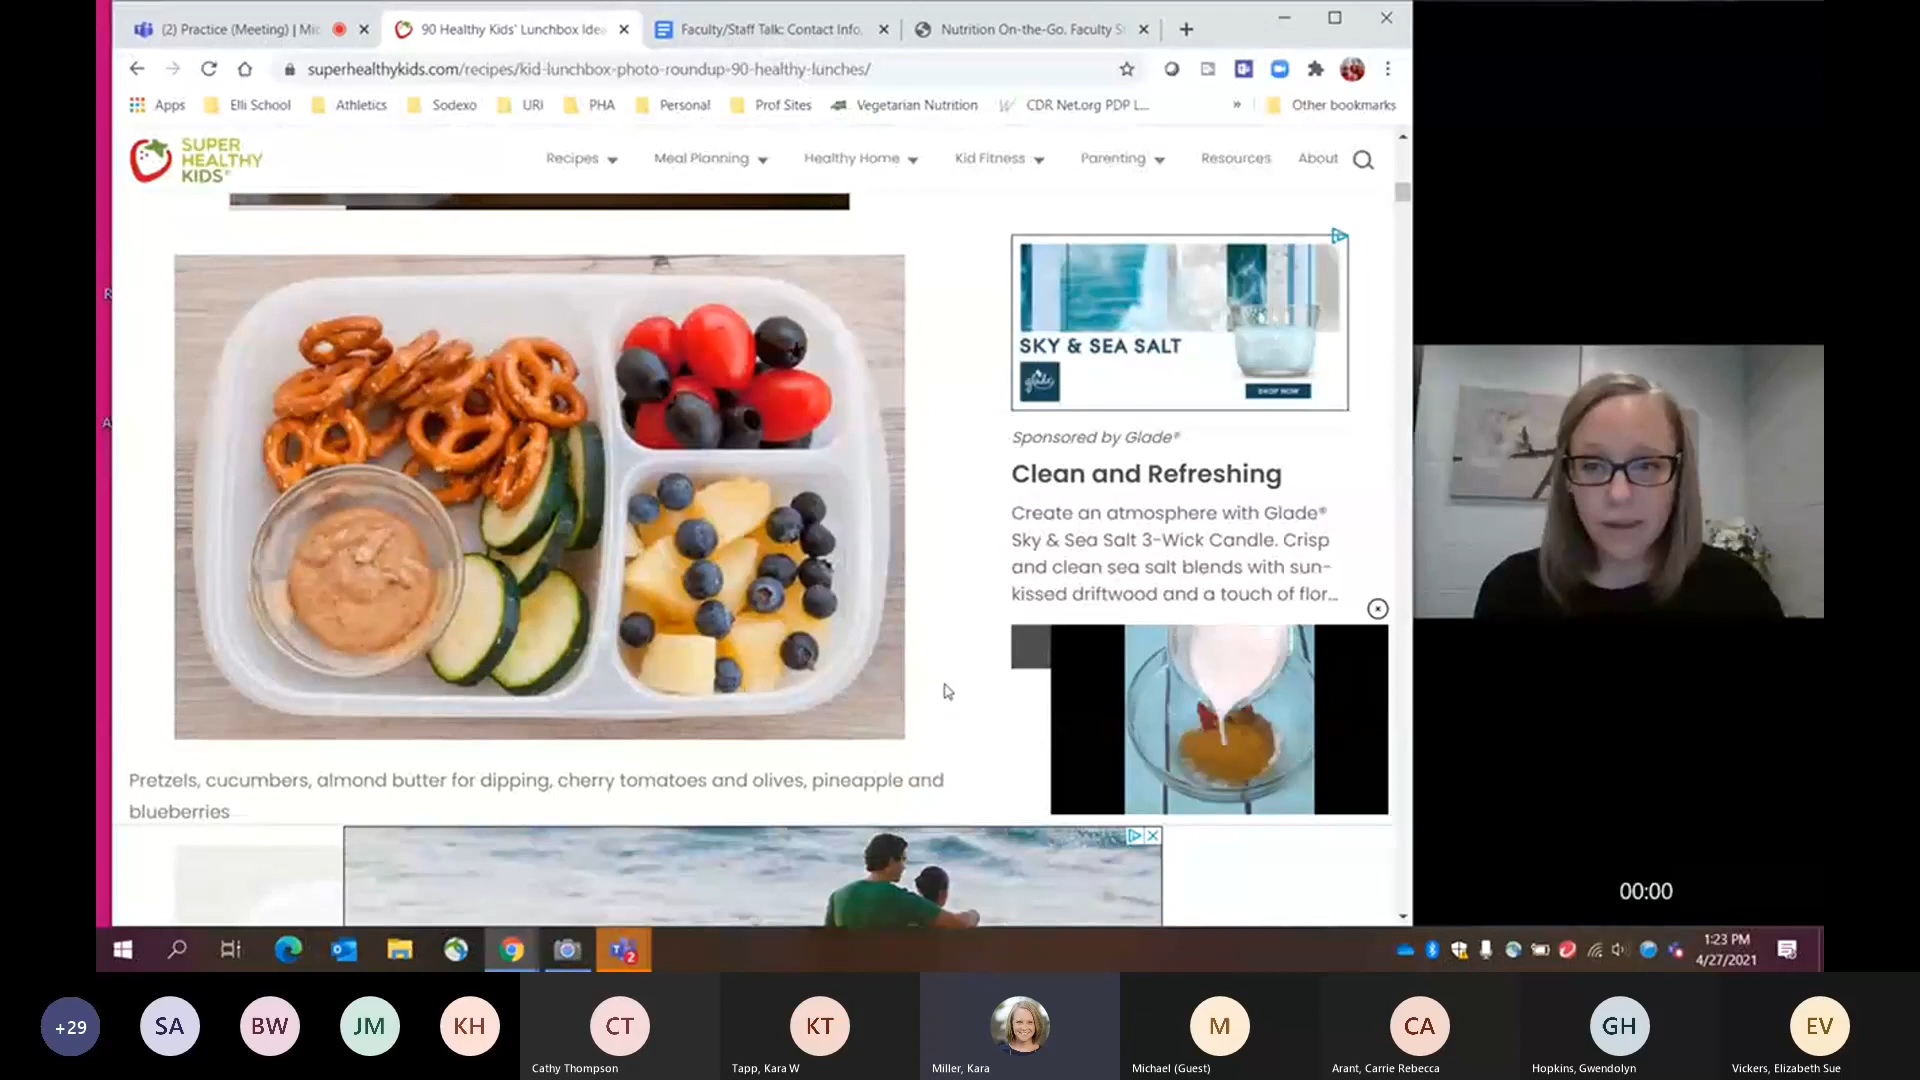 (2) Practice (Meeting) | Mic
90 Healthy Kids' Lunchbox Idea
Faculty/Staff Talk: Contact Info,
Nutrition On-the-Go. Faculty S
superhealthykids.com/recipes/kid-lunchbox-photo-roundup-90-healthy-lunches/
Apps
Elli School
Athletics
Sodexo
URI
PHA
Personal
Prof Sites
Vegetarian Nutrition
CDR Net.org PDP L...
»
Other bookmarks
SUPER
HEALTHY
KIDS
Recipes
Meal Planning
Healthy Home
Kid Fitness
Parenting
Resources
About
R
A
SKY & SEA SALT
glade
SHOP NOW
Sponsored by Glade®
Clean and Refreshing
Create an atmosphere with Glade®
Sky & Sea Salt 3-Wick Candle. Crisp
and clean sea salt blends with sun-
kissed driftwood and a touch of flor...
Pretzels, cucumbers, almond butter for dipping, cherry tomatoes and olives, pineapple and
blueberries
00:00
2
1:23 PM
4/27/2021
+29
SA
BW
JM
KH
CT
KT
M
CA
GH
EV
Cathy Thompson
Tapp, Kara W
Miller, Kara
Michael (Guest)
Arant, Carrie Rebecca
Hopkins, Gwendolyn
Vickers, Elizabeth Sue